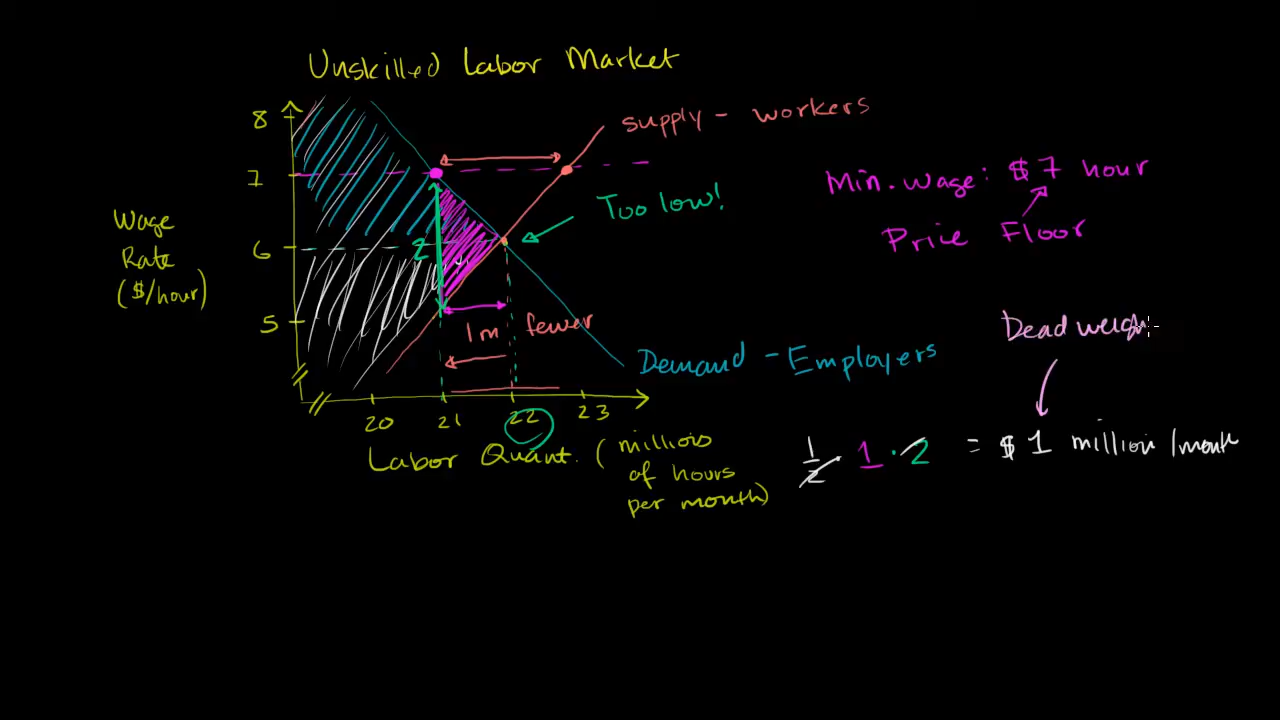 Unskilled Labor Market
8
7
6
5
Wage
Rate
($/hour)
supply - workers
Too low!
2
1m fewer
Demand - Employers
20
21
22
23
Labor Quant. (millions
of hours
per month)
Min. wage: $7 hour
Price Floor
Dead weigh
1/2 · 1 · 2 = $1 million /month